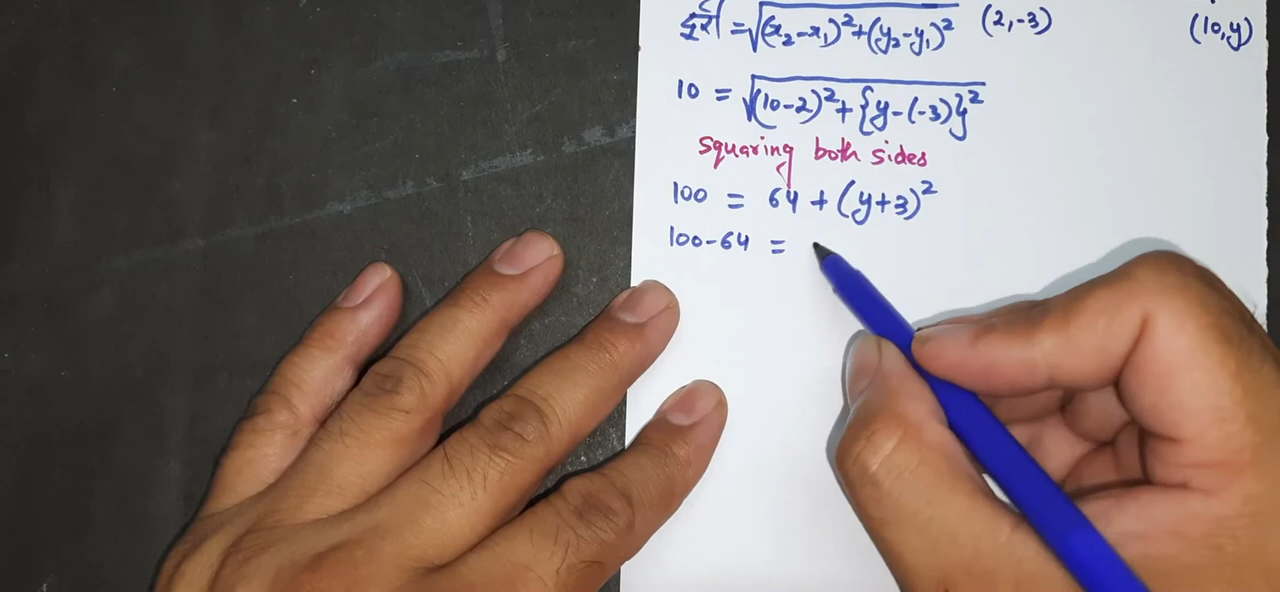 दूरी = √(x₂-x₁)²+(y₂-y₁)² (2,-3) (10,y)
10 = √(10-2)²+{y-(-3)}²
squaring both sides
100 = 64 + (y+3)²
100-64 =